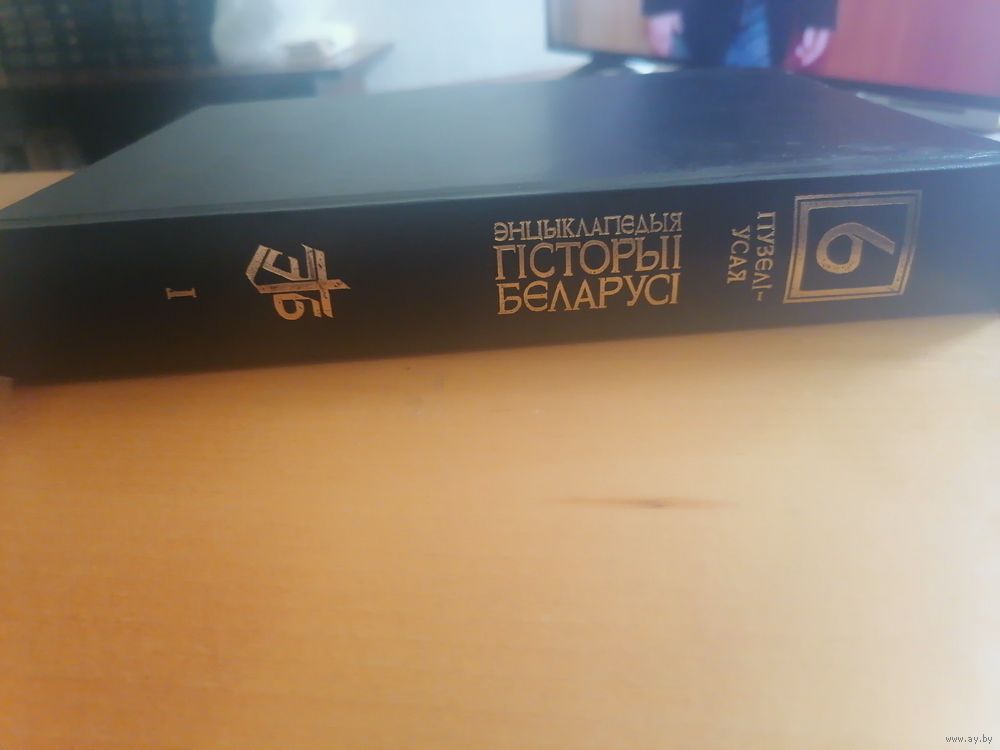 6
ПУЗЕЛІ-
УСАЯ
ЭНЦЫКЛАПЕДЫЯ
ГІСТОРЫІ
БЕЛАРУСІ
I
www.ay.by